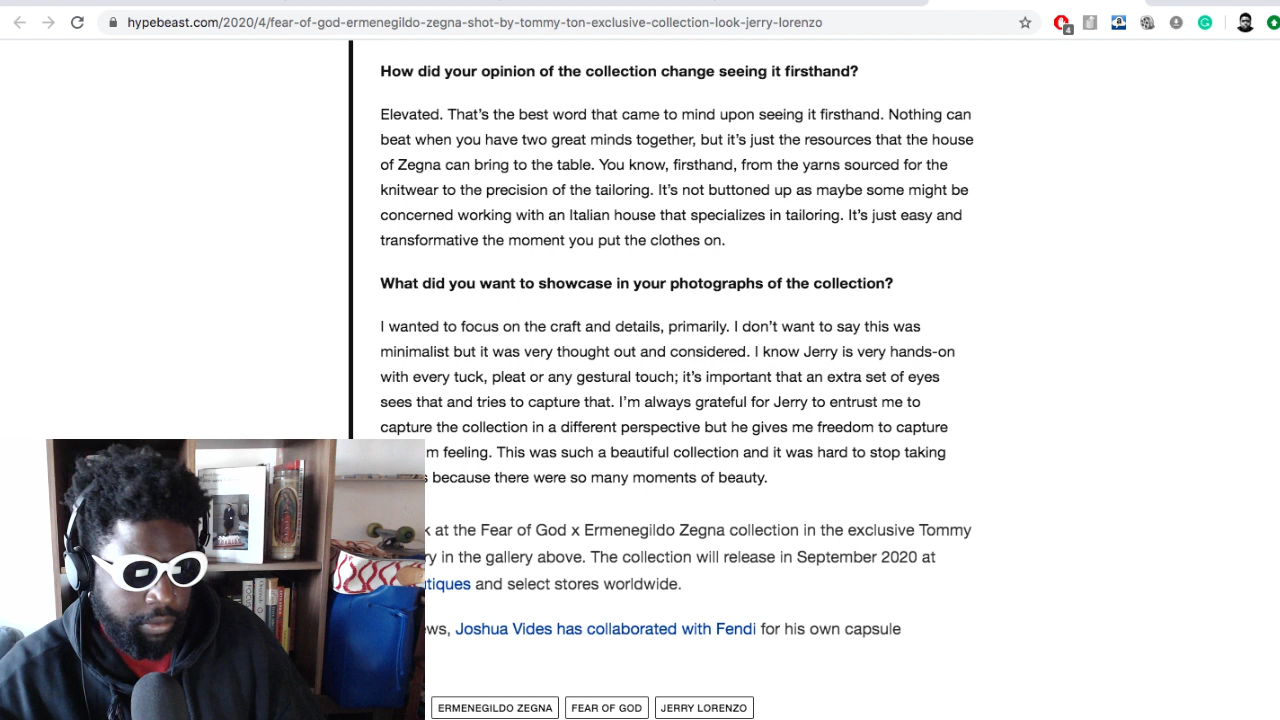 hypebeast.com/2020/4/fear-of-god-ermenegildo-zegna-shot-by-tommy-ton-exclusive-collection-look-jerry-lorenzo
4
How did your opinion of the collection change seeing it firsthand?
Elevated. That’s the best word that came to mind upon seeing it firsthand. Nothing can
beat when you have two great minds together, but it’s just the resources that the house
of Zegna can bring to the table. You know, firsthand, from the yarns sourced for the
knitwear to the precision of the tailoring. It’s not buttoned up as maybe some might be
concerned working with an Italian house that specializes in tailoring. It’s just easy and
transformative the moment you put the clothes on.
What did you want to showcase in your photographs of the collection?
I wanted to focus on the craft and details, primarily. I don’t want to say this was
minimalist but it was very thought out and considered. I know Jerry is very hands-on
with every tuck, pleat or any gestural touch; it’s important that an extra set of eyes
sees that and tries to capture that. I’m always grateful for Jerry to entrust me to
capture the collection in a different perspective but he gives me freedom to capture
m feeling. This was such a beautiful collection and it was hard to stop taking
s because there were so many moments of beauty.
k at the Fear of God x Ermenegildo Zegna collection in the exclusive Tommy
ry in the gallery above. The collection will release in September 2020 at
utiques and select stores worldwide.
ews, Joshua Vides has collaborated with Fendi for his own capsule
ERMENEGILDO ZEGNA
FEAR OF GOD
JERRY LORENZO